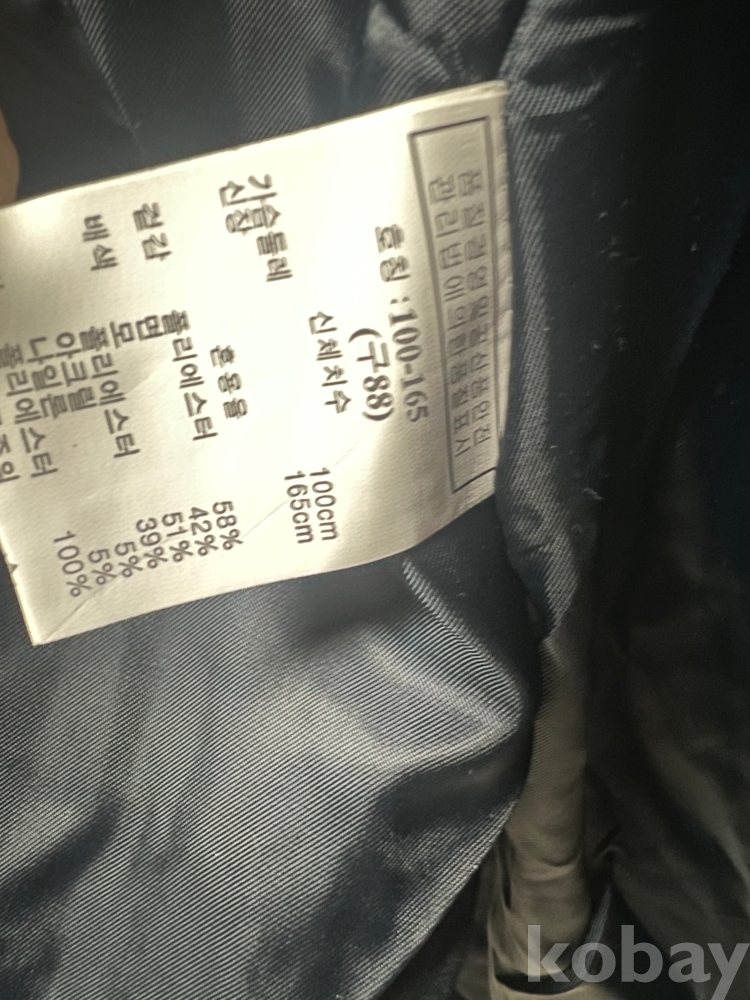 품질경영 및 공산품안전
관리법에 의한 품질표시
호칭 : 100-165
(구88)
신체치수
가슴둘레 100cm
신장 165cm
혼용율
겉감 폴리에스터 58%
면 42%
배색 모 51%
폴리에스터 39%
아크릴 5%
나일론 5%
폴리에스터 100%
kobay